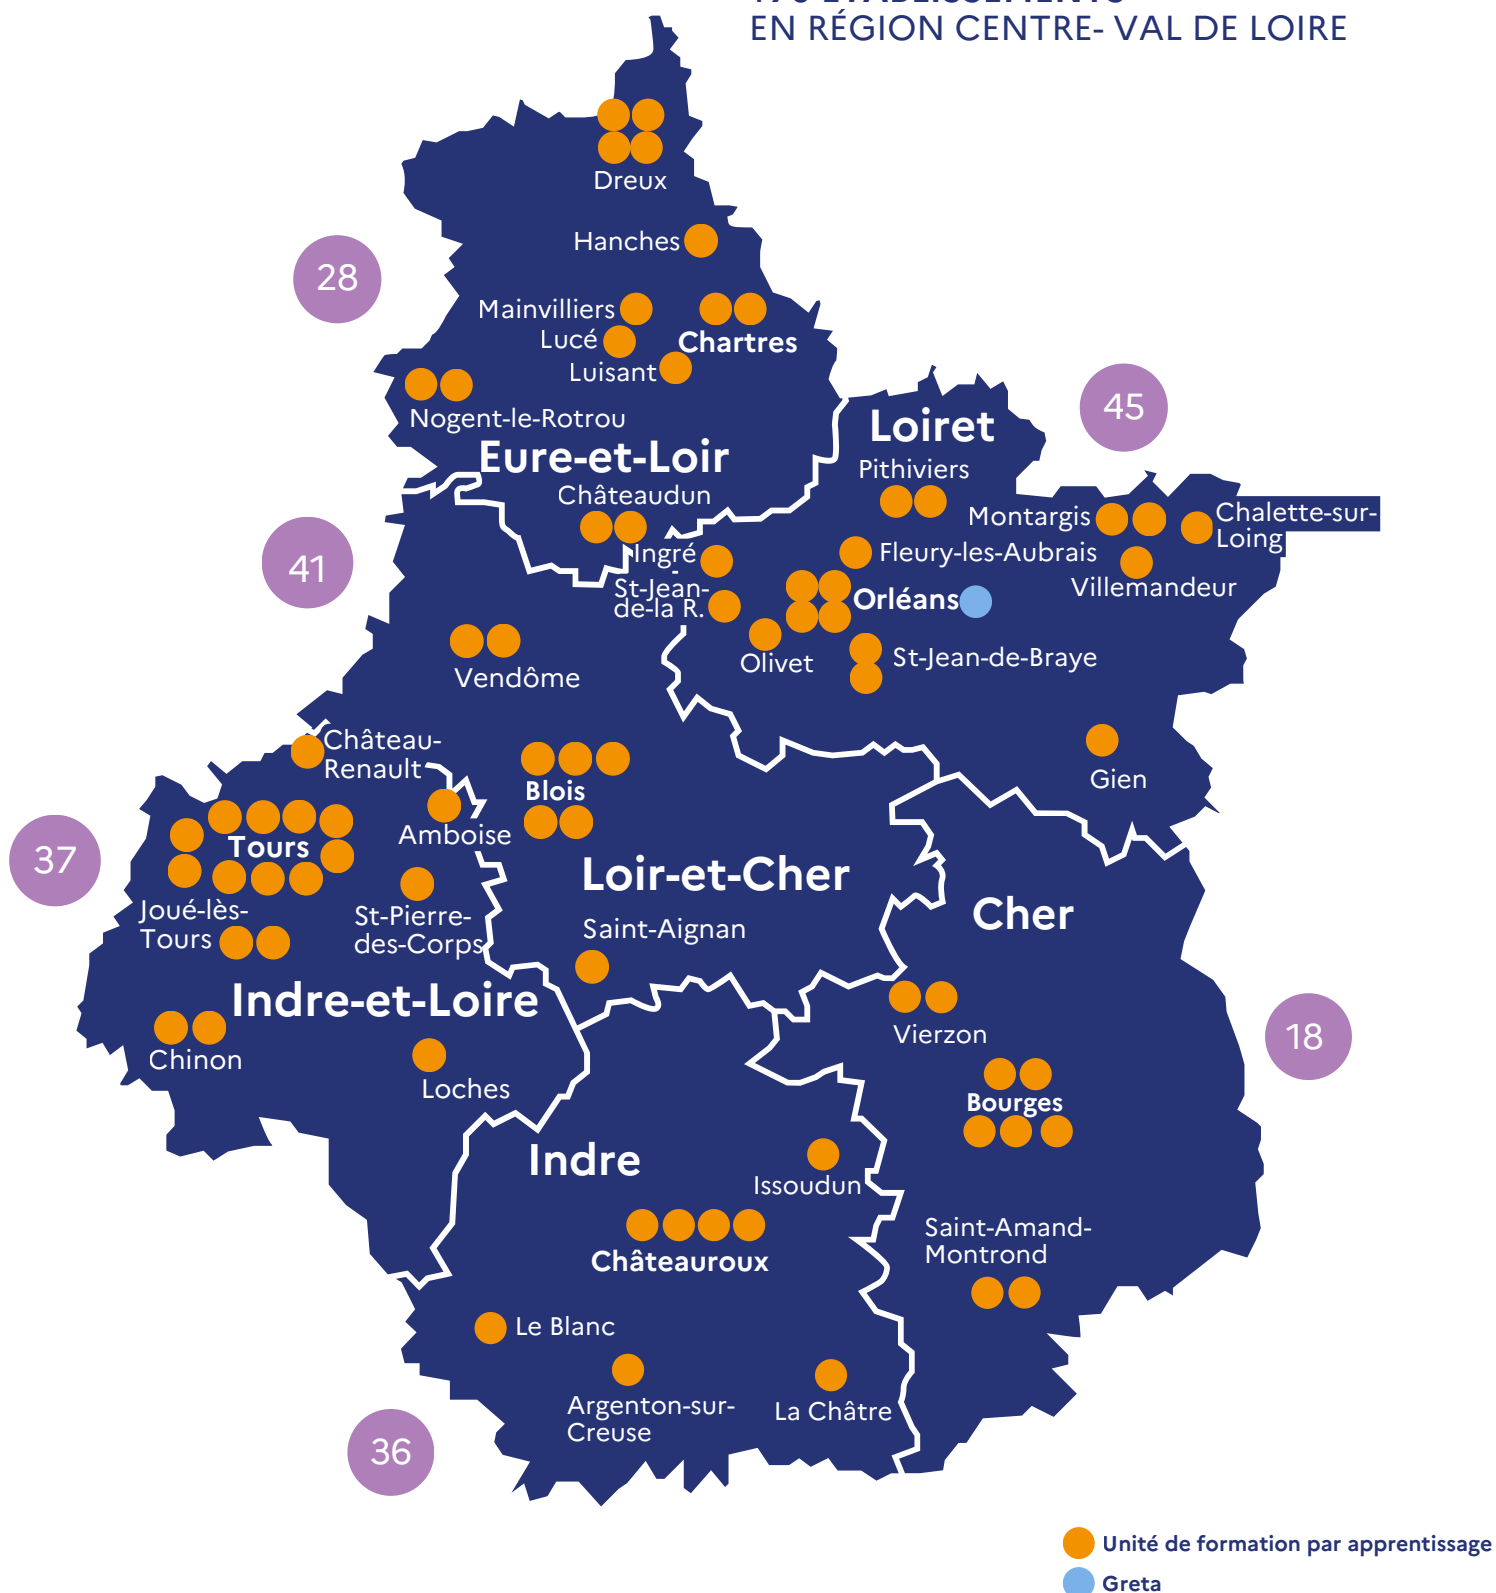 EN RÉGION CENTRE- VAL DE LOIRE
Dreux
Hanches
28
Mainvilliers
Lucé
Chartres
Luisant
Nogent-le-Rotrou
Eure-et-Loir
Châteaudun
45
Loiret
Pithiviers
Montargis
Chalette-sur-
Loing
Villemandeur
Fleury-les-Aubrais
Ingré
-
St-Jean-
de-la R.
Orléans
Olivet
St-Jean-de-Braye
Gien
41
Vendôme
Château-
Renault
Blois
Amboise
37
Tours
Loir-et-Cher
Joué-lès-
Tours
St-Pierre-
des-Corps
Saint-Aignan
Cher
Indre-et-Loire
Chinon
Loches
Vierzon
18
Bourges
Indre
Issoudun
Châteauroux
Saint-Amand-
Montrond
Le Blanc
Argenton-sur-
Creuse
La Châtre
36
Unité de formation par apprentissage
Greta